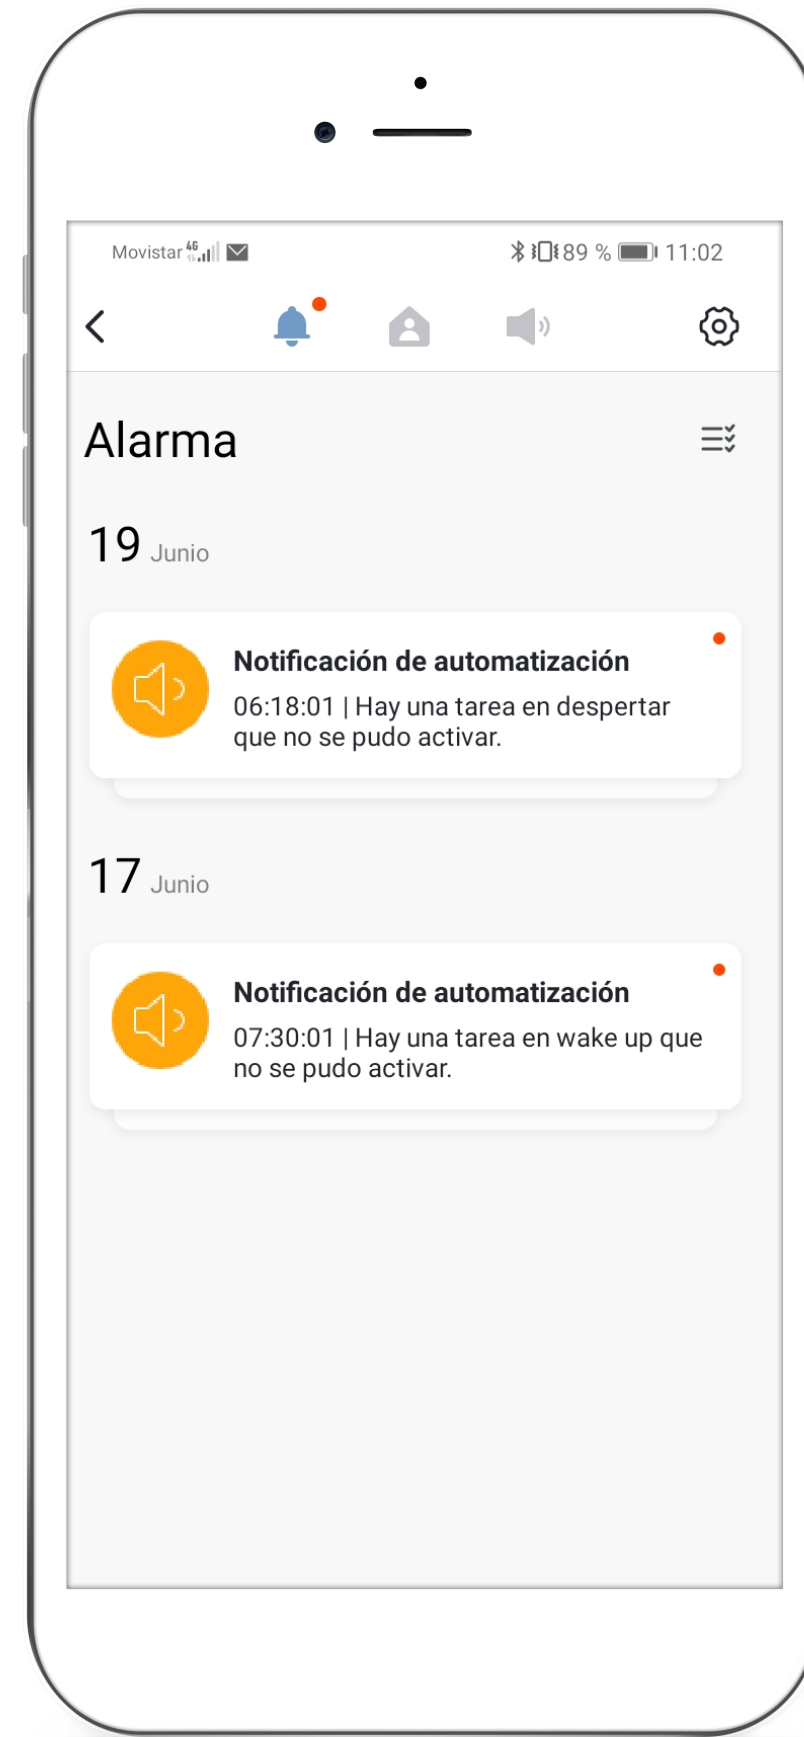 Movistar 4G 89 % 11:02
Alarma
19 Junio
Notificación de automatización
06:18:01 | Hay una tarea en despertar
que no se pudo activar.
17 Junio
Notificación de automatización
07:30:01 | Hay una tarea en wake up que
no se pudo activar.